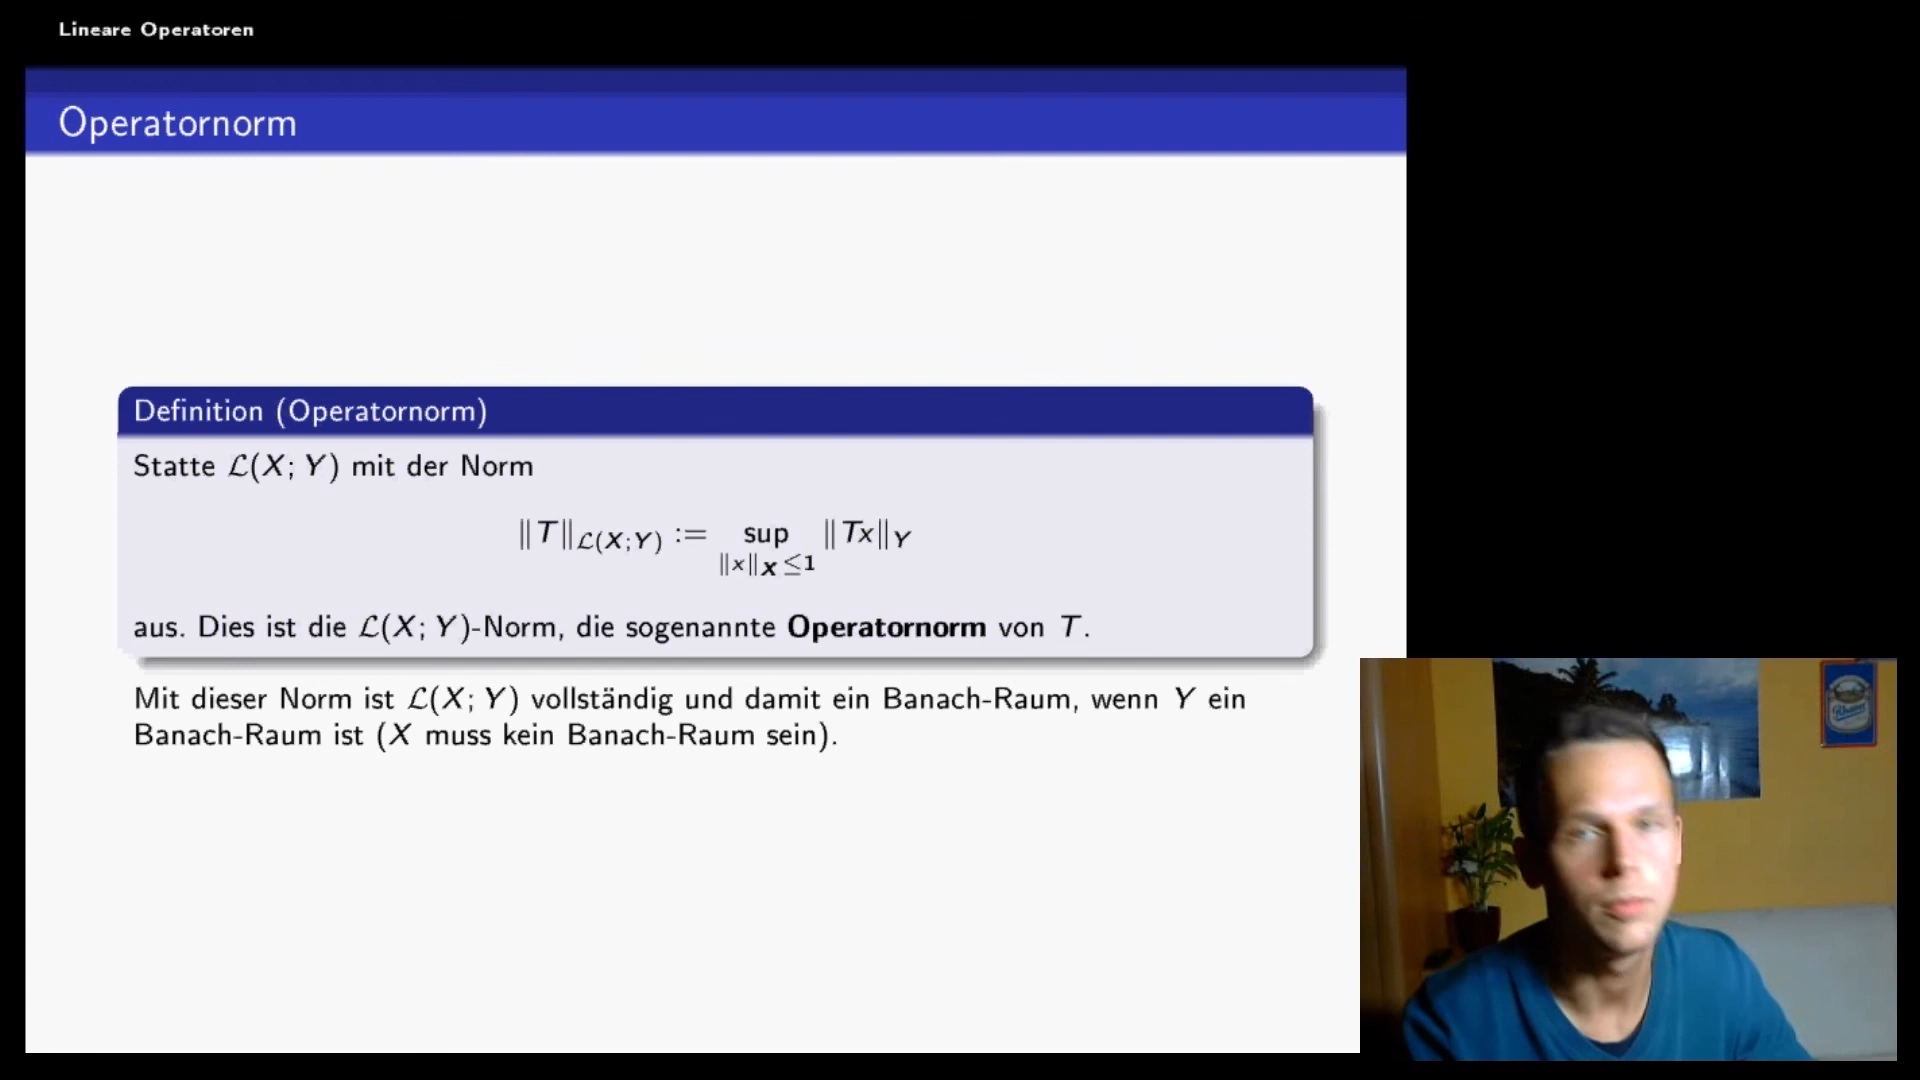 Lineare Operatoren
Operatornorm
Definition (Operatornorm)
Statte ℒ(X; Y) mit der Norm
‖T‖_{ℒ(X;Y)} := sup_{‖x‖_X ≤1} ‖Tx‖_Y
aus. Dies ist die ℒ(X; Y)-Norm, die sogenannte Operatornorm von T.
Mit dieser Norm ist ℒ(X; Y) vollständig und damit ein Banach-Raum, wenn Y ein
Banach-Raum ist (X muss kein Banach-Raum sein).